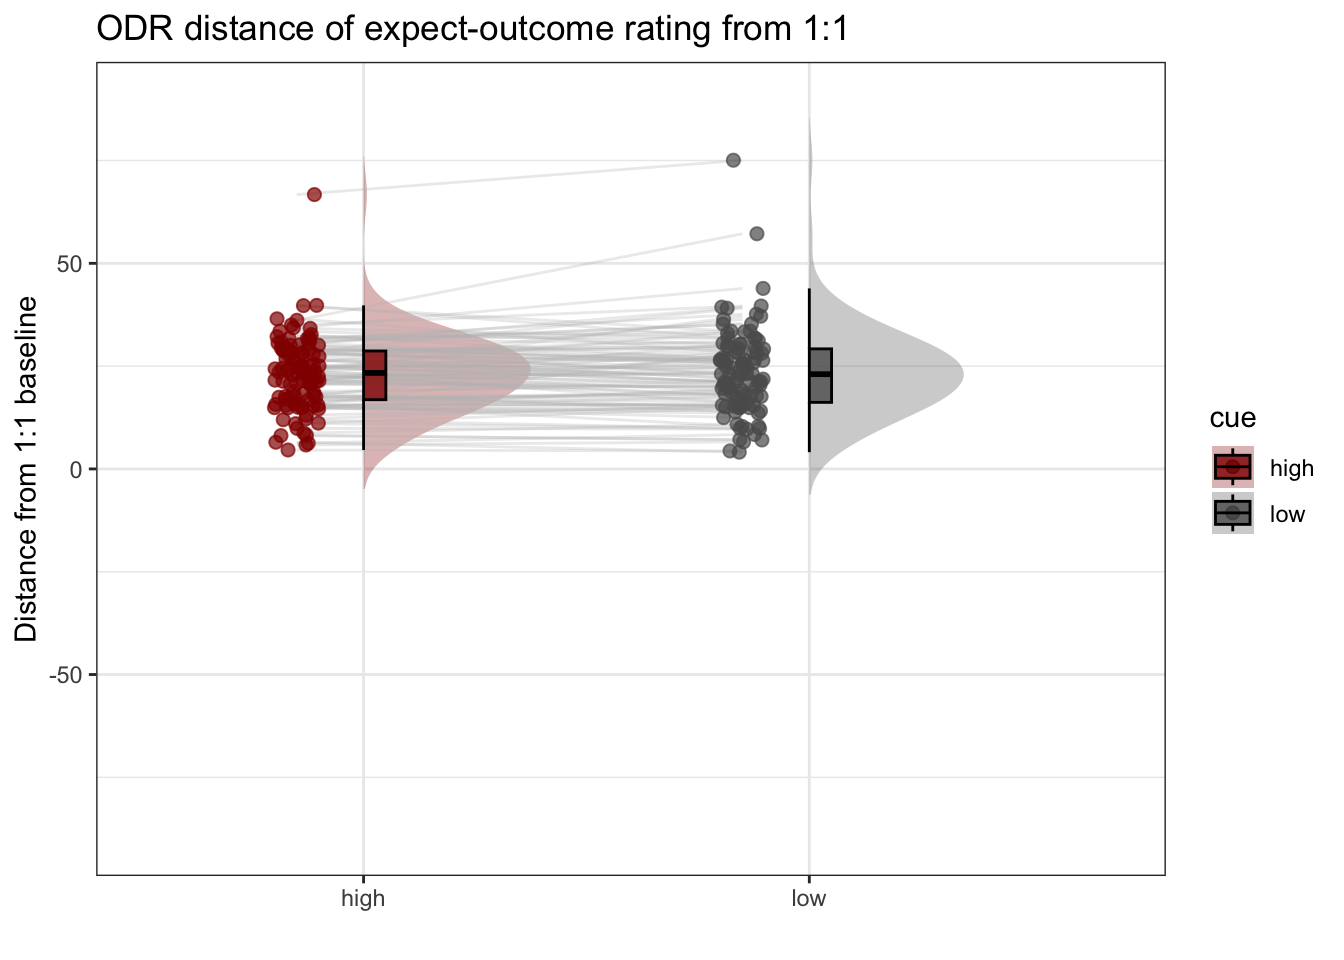 ODR distance of expect-outcome rating from 1:1
Distance from 1:1 baseline
50
0
-50
high
low
cue
high
low